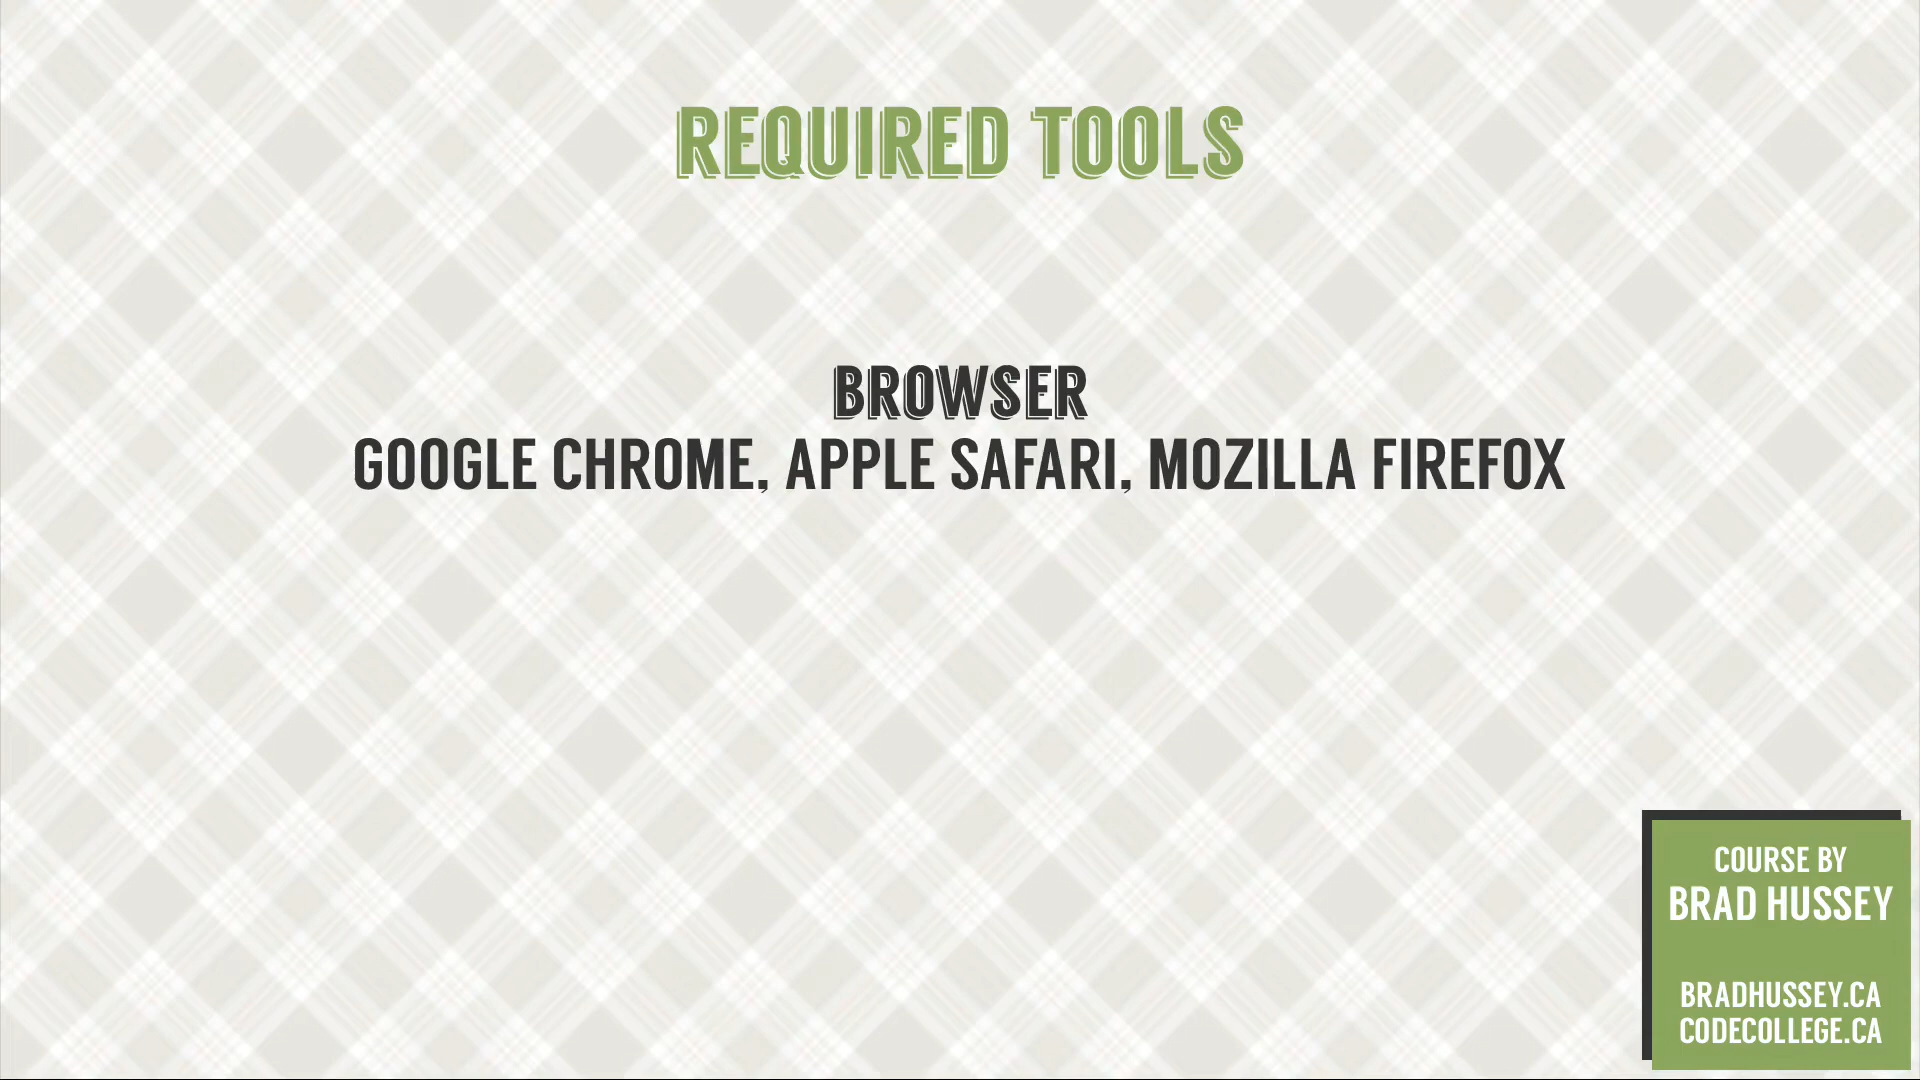 REQUIRED TOOLS
BROWSER
GOOGLE CHROME, APPLE SAFARI, MOZILLA FIREFOX
COURSE BY
BRAD HUSSEY
BRADHUSSEY.CA
CODECOLLEGE.CA